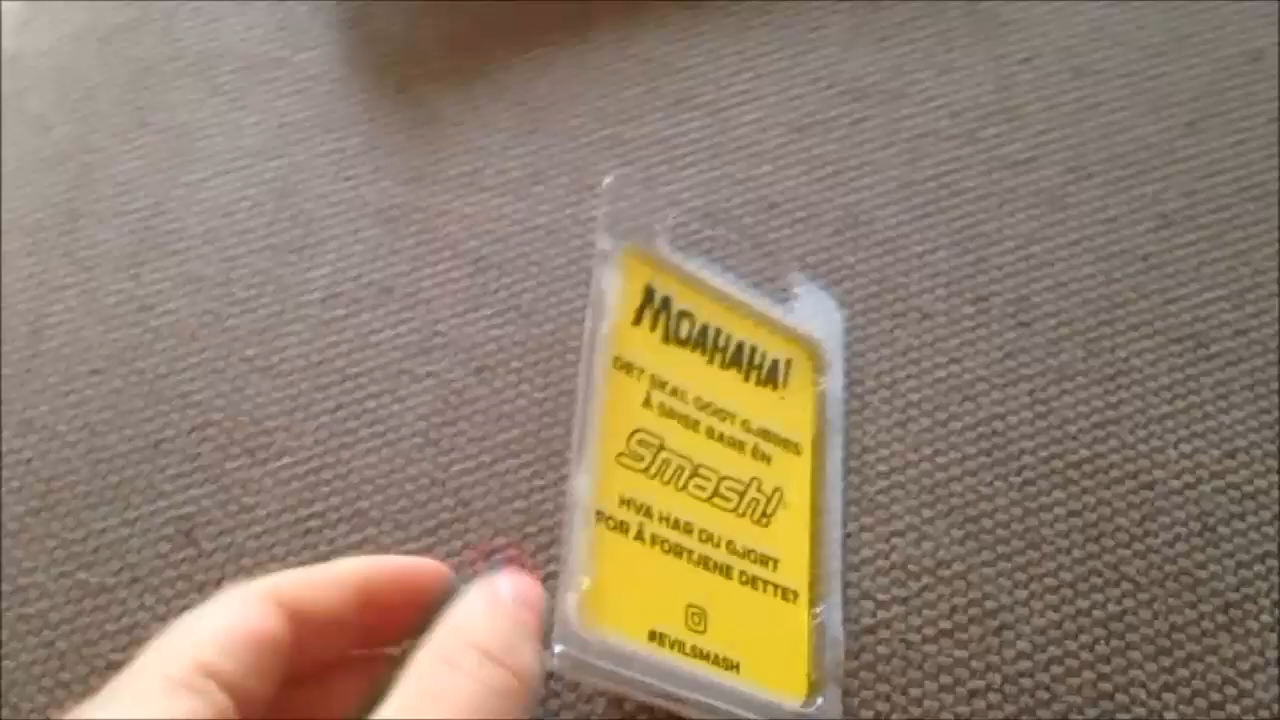 MOAHAHA!
DET SKAL GODT GJØRES
Å SPISE BARE ÉN
Smash!
HVA HAR DU GJORT
FOR Å FORTJENE DETTE?
#EVILSMASH